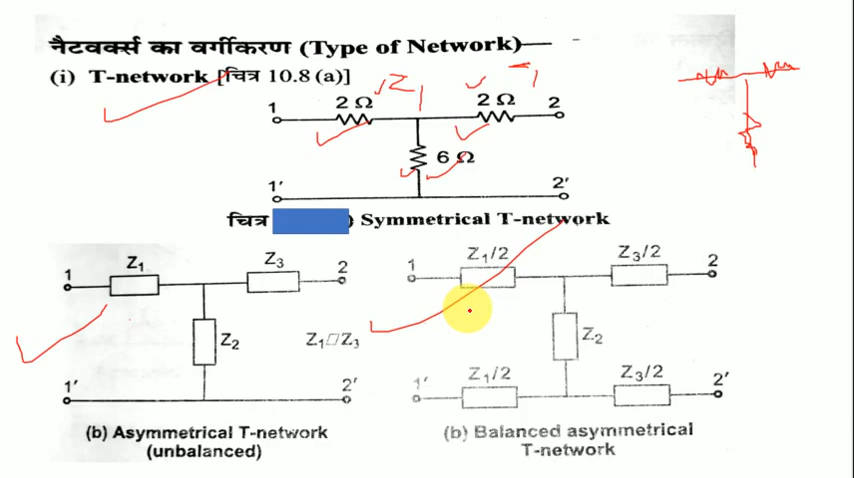 नैटवर्क्स का वर्गीकरण (Type of Network)—
(i) T-network [चित्र 10.8 (a)]
Z1
1 2 Ω 2 Ω 2
6 Ω
1' 2'
चित्र ) Symmetrical T-network
1 Z₁ Z₃ 2
Z₂
Z₁□Z₃
1' 2'
(b) Asymmetrical T-network
(unbalanced)
1 Z₁/2 Z₃/2 2
Z₂
1' Z₁/2 Z₃/2 2'
(b) Balanced asymmetrical
T-network